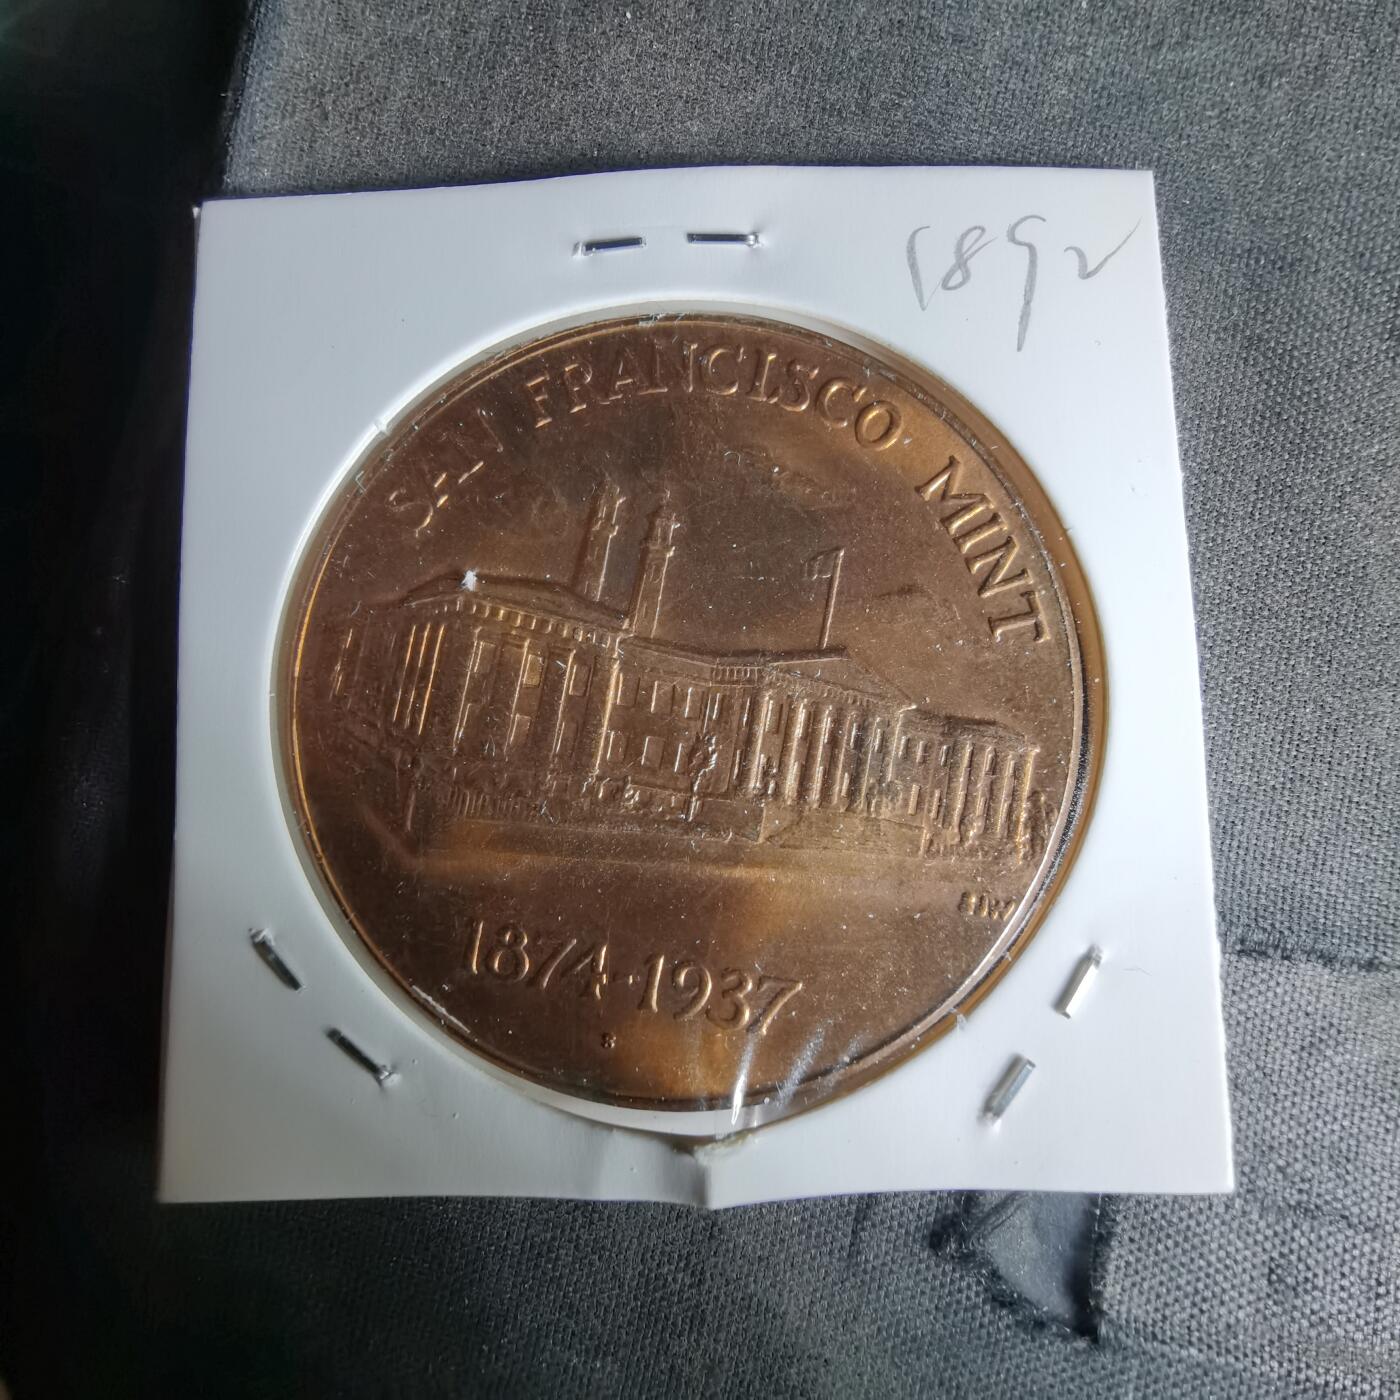 1892
SAN FRANCISCO MINT
1874-1937
S